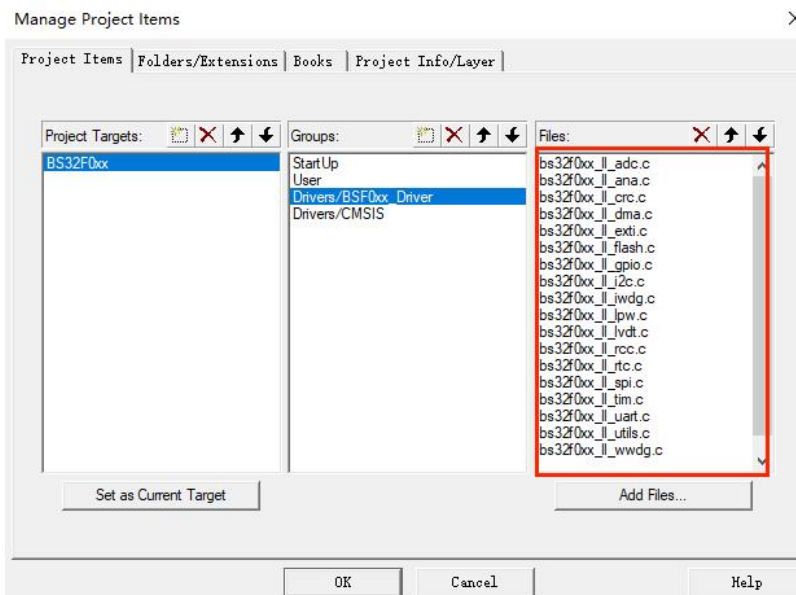 Manage Project Items
Project Items
Folders/Extensions
Books
Project Info/Layer
Project Targets:
BS32F0xx
Set as Current Target
Groups:
StartUp
User
Drivers/BSF0xx_Driver
Drivers/CMSIS
Files:
bs32f0xx_ll_adc.c
bs32f0xx_ll_ana.c
bs32f0xx_ll_crc.c
bs32f0xx_ll_dma.c
bs32f0xx_ll_exti.c
bs32f0xx_ll_flash.c
bs32f0xx_ll_gpio.c
bs32f0xx_ll_i2c.c
bs32f0xx_ll_iwdg.c
bs32f0xx_ll_lpw.c
bs32f0xx_ll_lvdt.c
bs32f0xx_ll_rcc.c
bs32f0xx_ll_rtc.c
bs32f0xx_ll_spi.c
bs32f0xx_ll_tim.c
bs32f0xx_ll_uart.c
bs32f0xx_ll_utils.c
bs32f0xx_ll_wwdg.c
Add Files...
OK
Cancel
Help